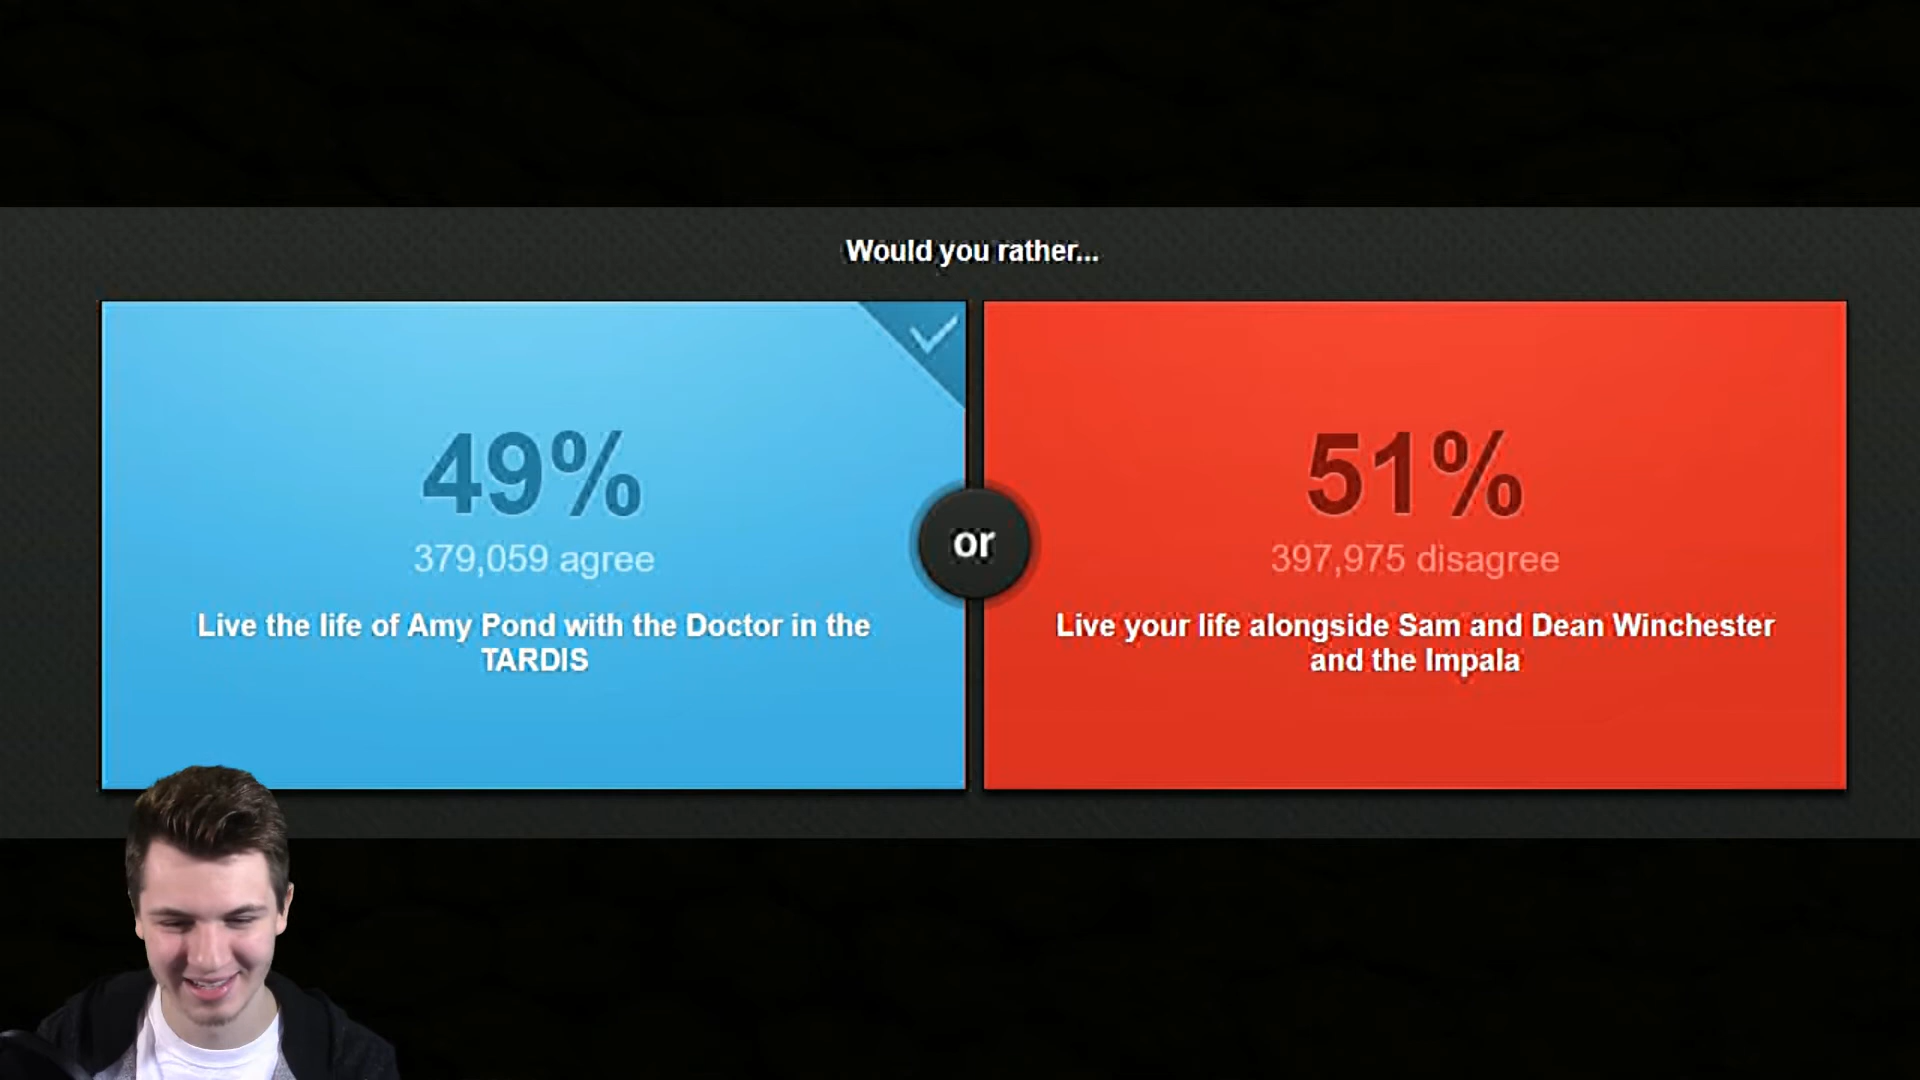 Would you rather...
49%
379,059 agree
Live the life of Amy Pond with the Doctor in the
TARDIS
or
51%
397,975 disagree
Live your life alongside Sam and Dean Winchester
and the Impala